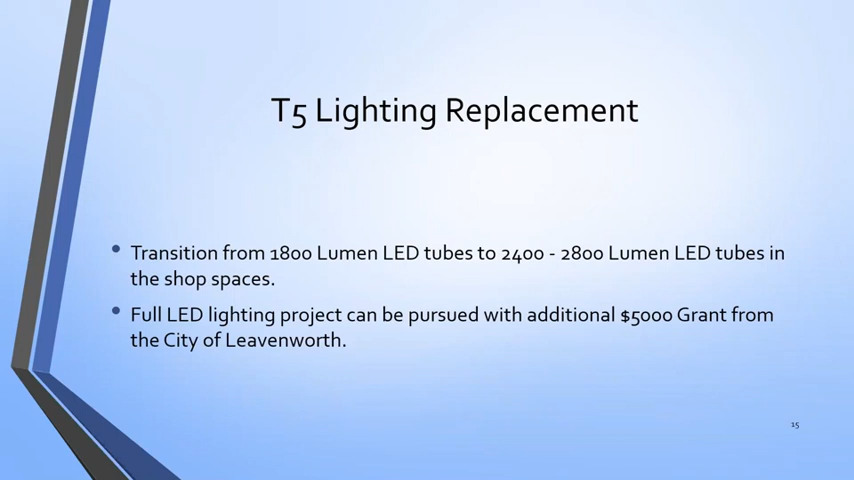 T5 Lighting Replacement
• Transition from 1800 Lumen LED tubes to 2400 - 2800 Lumen LED tubes in
the shop spaces.
• Full LED lighting project can be pursued with additional $5000 Grant from
the City of Leavenworth.
15